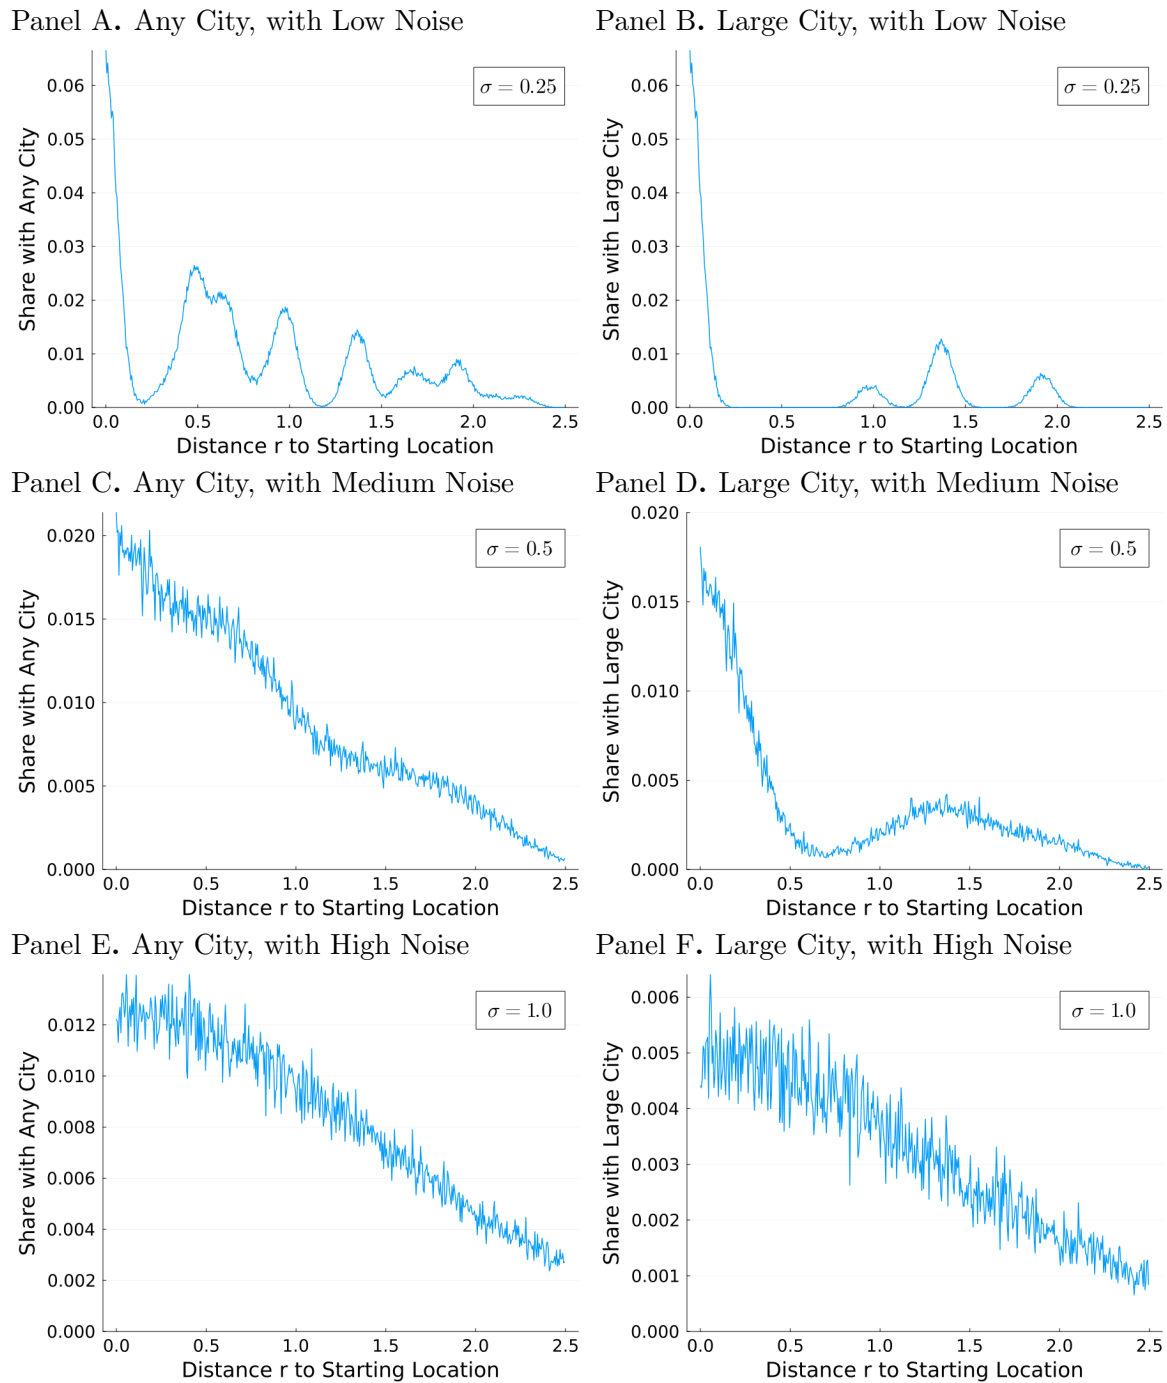 Panel A. Any City, with Low Noise
0.06
0.05
0.04
0.03
0.02
0.01
0.00
Share with Any City
σ = 0.25
0.0 0.5 1.0 1.5 2.0 2.5
Distance r to Starting Location
Panel B. Large City, with Low Noise
0.06
0.05
0.04
0.03
0.02
0.01
0.00
Share with Large City
σ = 0.25
0.0 0.5 1.0 1.5 2.0 2.5
Distance r to Starting Location
Panel C. Any City, with Medium Noise
0.020
0.015
0.010
0.005
0.000
Share with Any City
σ = 0.5
0.0 0.5 1.0 1.5 2.0 2.5
Distance r to Starting Location
Panel D. Large City, with Medium Noise
0.020
0.015
0.010
0.005
0.000
Share with Large City
σ = 0.5
0.0 0.5 1.0 1.5 2.0 2.5
Distance r to Starting Location
Panel E. Any City, with High Noise
0.012
0.010
0.008
0.006
0.004
0.002
0.000
Share with Any City
σ = 1.0
0.0 0.5 1.0 1.5 2.0 2.5
Distance r to Starting Location
Panel F. Large City, with High Noise
0.006
0.005
0.004
0.003
0.002
0.001
0.000
Share with Large City
σ = 1.0
0.0 0.5 1.0 1.5 2.0 2.5
Distance r to Starting Location